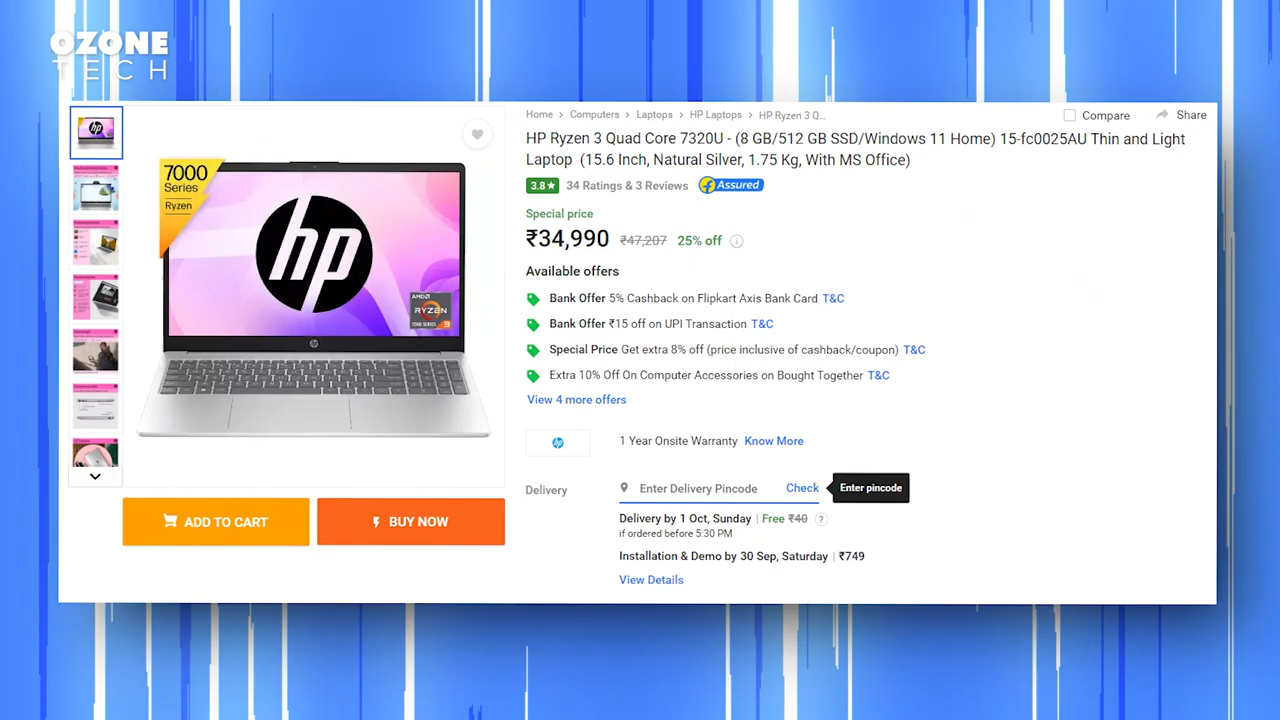 OZONE
TECH
Home > Computers > Laptops > HP Laptops > HP Ryzen 3 Q...
Compare
Share
HP Ryzen 3 Quad Core 7320U - (8 GB/512 GB SSD/Windows 11 Home) 15-fc0025AU Thin and Light
Laptop (15.6 Inch, Natural Silver, 1.75 Kg, With MS Office)
3.8★ 34 Ratings & 3 Reviews Assured
Special price
₹34,990 ₹47,207 25% off
Available offers
Bank Offer 5% Cashback on Flipkart Axis Bank Card T&C
Bank Offer ₹15 off on UPI Transaction T&C
Special Price Get extra 8% off (price inclusive of cashback/coupon) T&C
Extra 10% Off On Computer Accessories on Bought Together T&C
View 4 more offers
1 Year Onsite Warranty Know More
Delivery
Enter Delivery Pincode Check
Enter pincode
Delivery by 1 Oct, Sunday | Free ₹40 ?
if ordered before 5:30 PM
Installation & Demo by 30 Sep, Saturday | ₹749
View Details
7000
Series
Ryzen
hp
AMD
RYZEN
3
ADD TO CART
BUY NOW